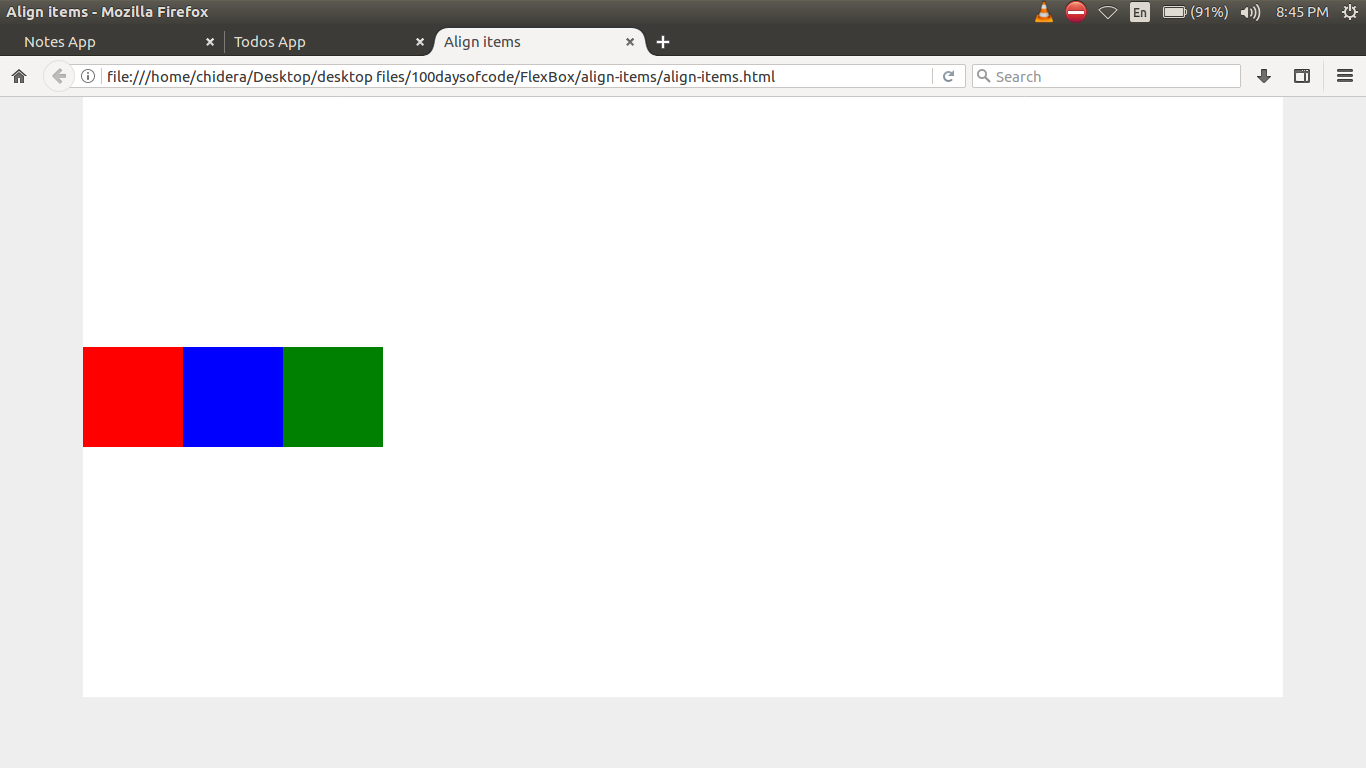 Align items - Mozilla Firefox
En
(91%)
8:45 PM
Notes App
Todos App
Align items
file:///home/chidera/Desktop/desktop files/100daysofcode/FlexBox/align-items/align-items.html
Search